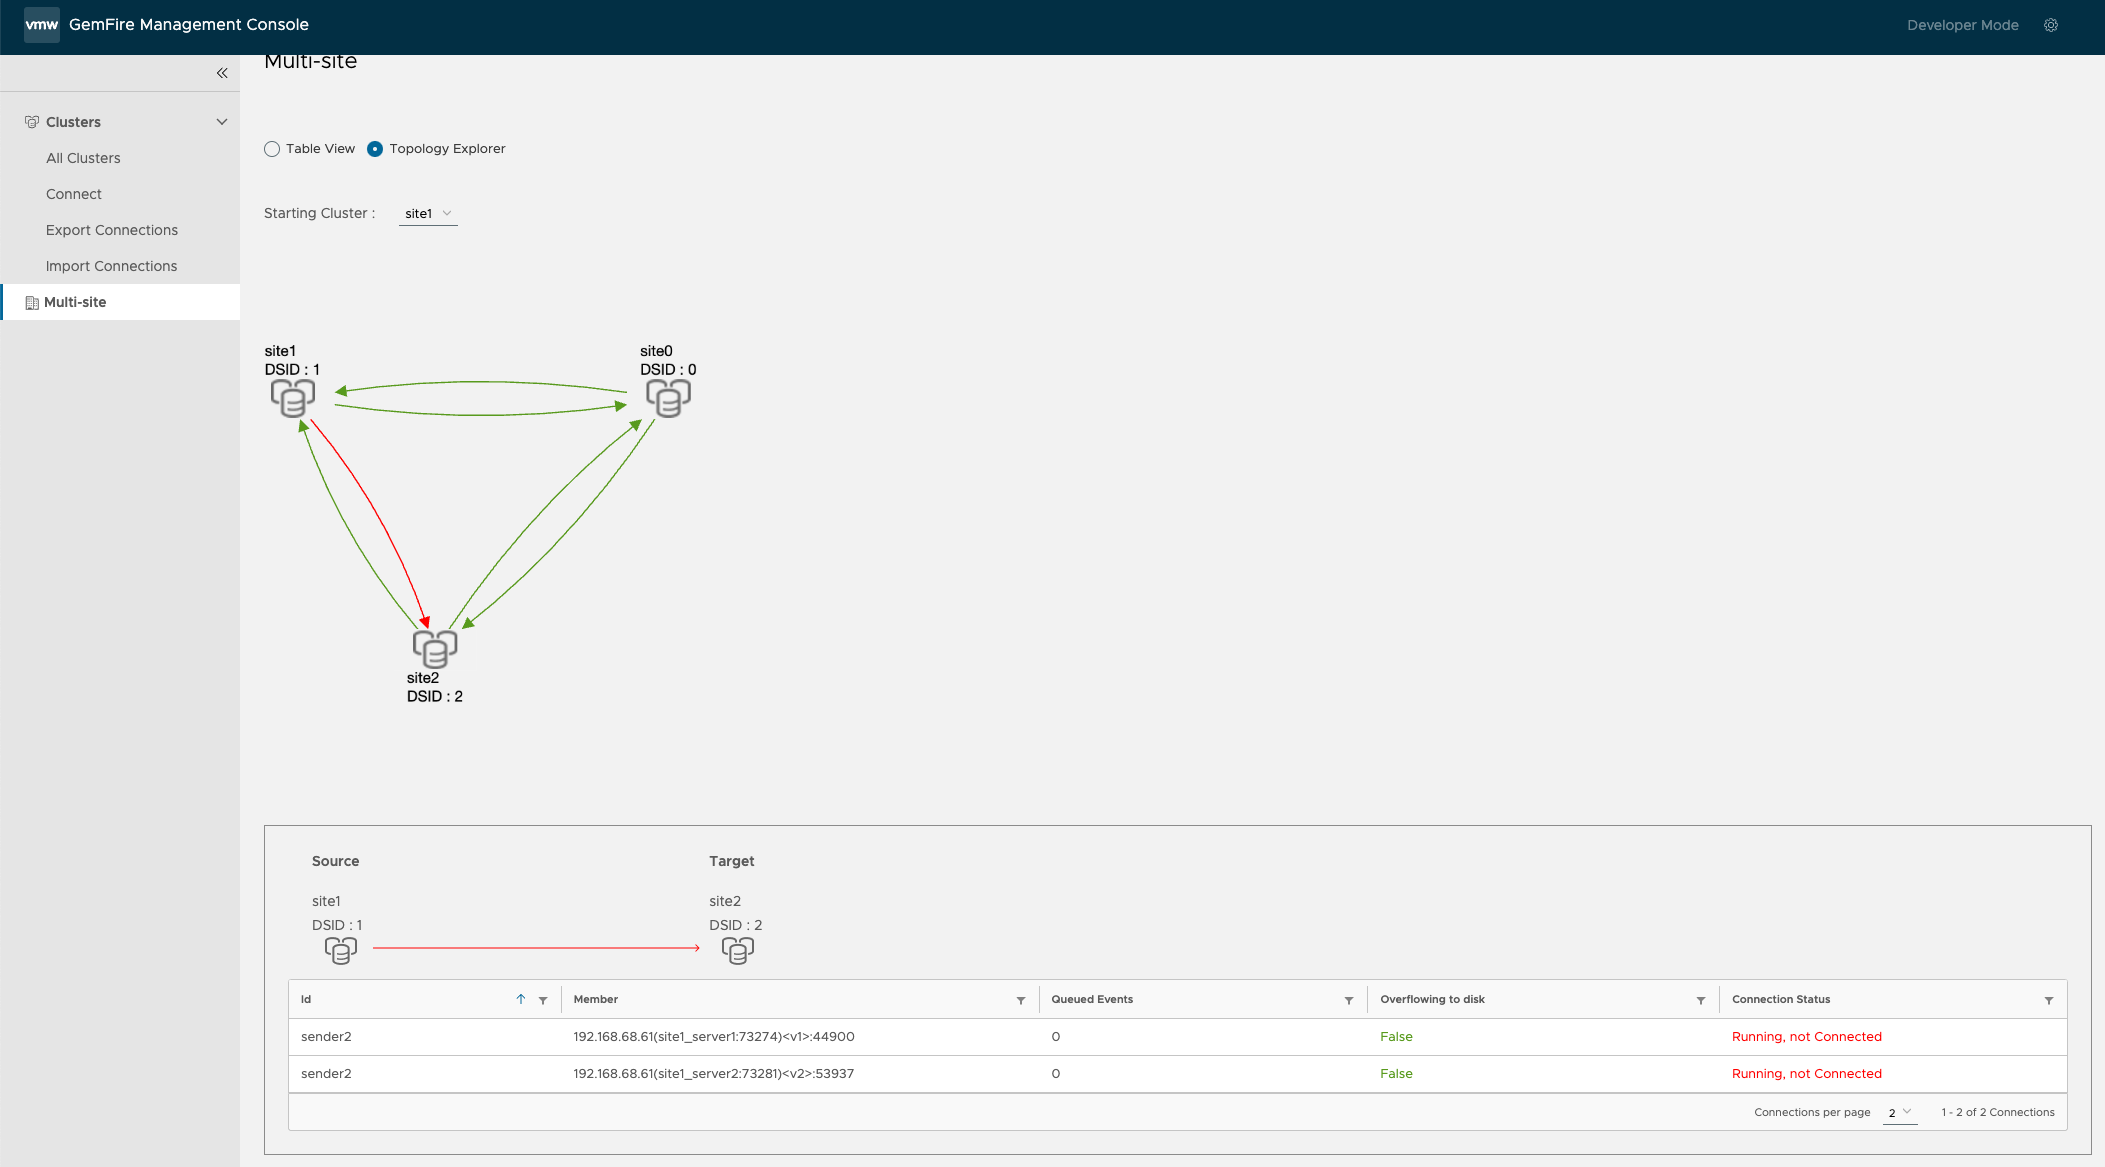 vmw GemFire Management Console
Developer Mode
Multi-site
Clusters
All Clusters
Connect
Export Connections
Import Connections
Multi-site
Table View
Topology Explorer
Starting Cluster :
site1
site1
DSID : 1
site0
DSID : 0
site2
DSID : 2
Source
Target
site1
DSID : 1
site2
DSID : 2
Id Member Queued Events Overflowing to disk Connection Status
sender2 192.168.68.61(site1_server1:73274)<v1>:44900 0 False Running, not Connected
sender2 192.168.68.61(site1_server2:73281)<v2>:53937 0 False Running, not Connected
Connections per page 2 1 - 2 of 2 Connections